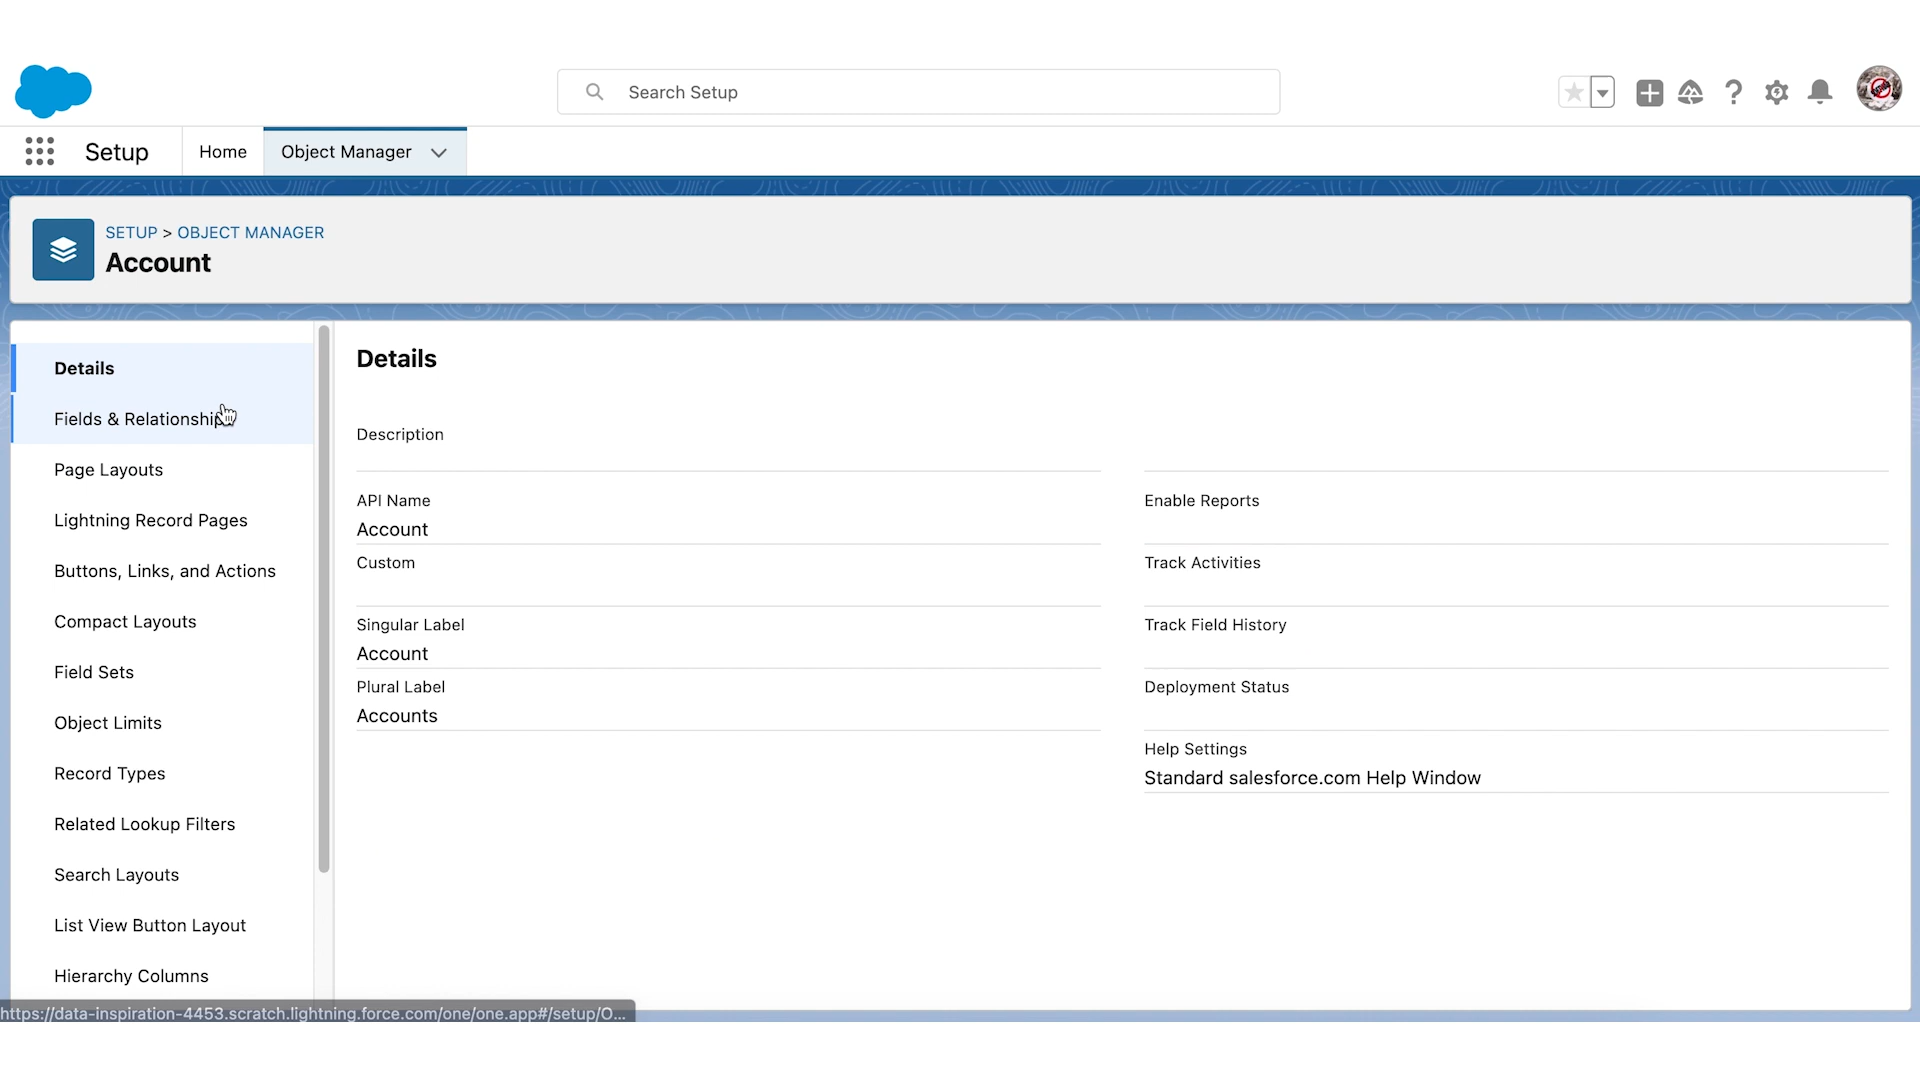 Search Setup
Setup
Home
Object Manager
SETUP > OBJECT MANAGER
Account
Details
Fields & Relationships
Page Layouts
Lightning Record Pages
Buttons, Links, and Actions
Compact Layouts
Field Sets
Object Limits
Record Types
Related Lookup Filters
Search Layouts
List View Button Layout
Hierarchy Columns
Details
Description
API Name
Account
Custom
Singular Label
Account
Plural Label
Accounts
Enable Reports
Track Activities
Track Field History
Deployment Status
Help Settings
Standard salesforce.com Help Window
https://data-inspiration-4453.scratch.lightning.force.com/one/one.app#/setup/O...